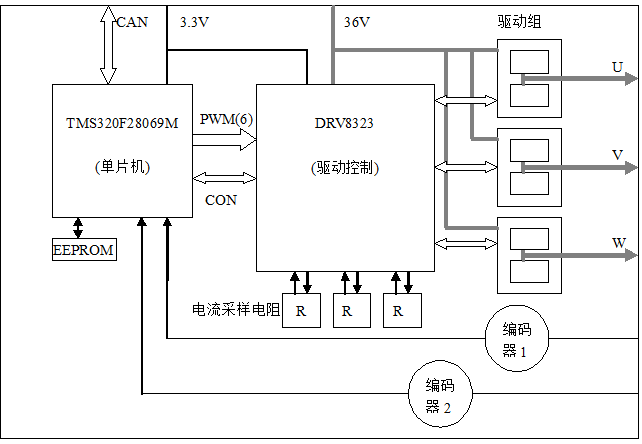 CAN
3.3V
36V
驱动组
U
TMS320F28069M
(单片机)
PWM(6)
DRV8323
(驱动控制)
V
CON
EEPROM
W
电流采样电阻
R
R
R
编码
器1
编码
器2